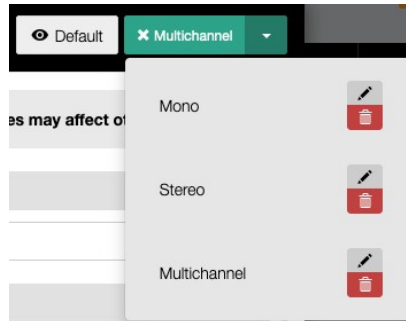 Default
Multichannel
es may affect ot
Mono
Stereo
Multichannel